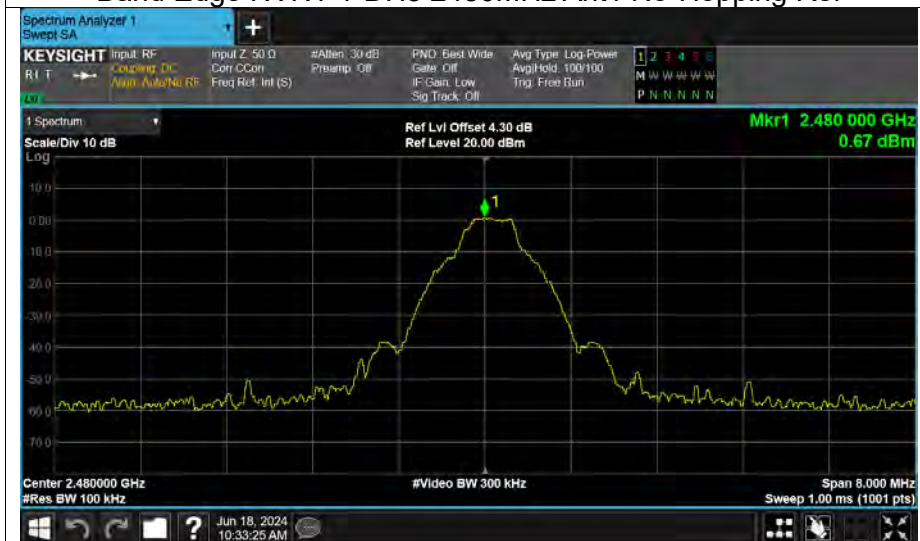 Spectrum Analyzer 1
Swept SA
+
KEYSIGHT
Input: RF
Coupling: DC
Align: Auto/No RF
Input Z: 50 Ω
Corr CCorr
Freq Ref: Int (S)
#Atten: 30 dB
Preamp: Off
PNO: Best Wide
Gate: Off
IF Gain: Low
Sig Track: Off
Avg Type: Log-Power
Avg|Hold: 100/100
Trig: Free Run
1 2 3 4 5 6
M W W W W W
P N N N N N
1 Spectrum
Scale/Div 10 dB
Log
Ref Lvl Offset 4.30 dB
Ref Level 20.00 dBm
Mkr1 2.480 000 GHz
0.67 dBm
10.0
0.00
-10.0
-20.0
-30.0
-40.0
-50.0
-60.0
-70.0
1
Center 2.480000 GHz
#Res BW 100 kHz
#Video BW 300 kHz
Span 8.000 MHz
Sweep 1.00 ms (1001 pts)
?
Jun 18, 2024
10:33:25 AM